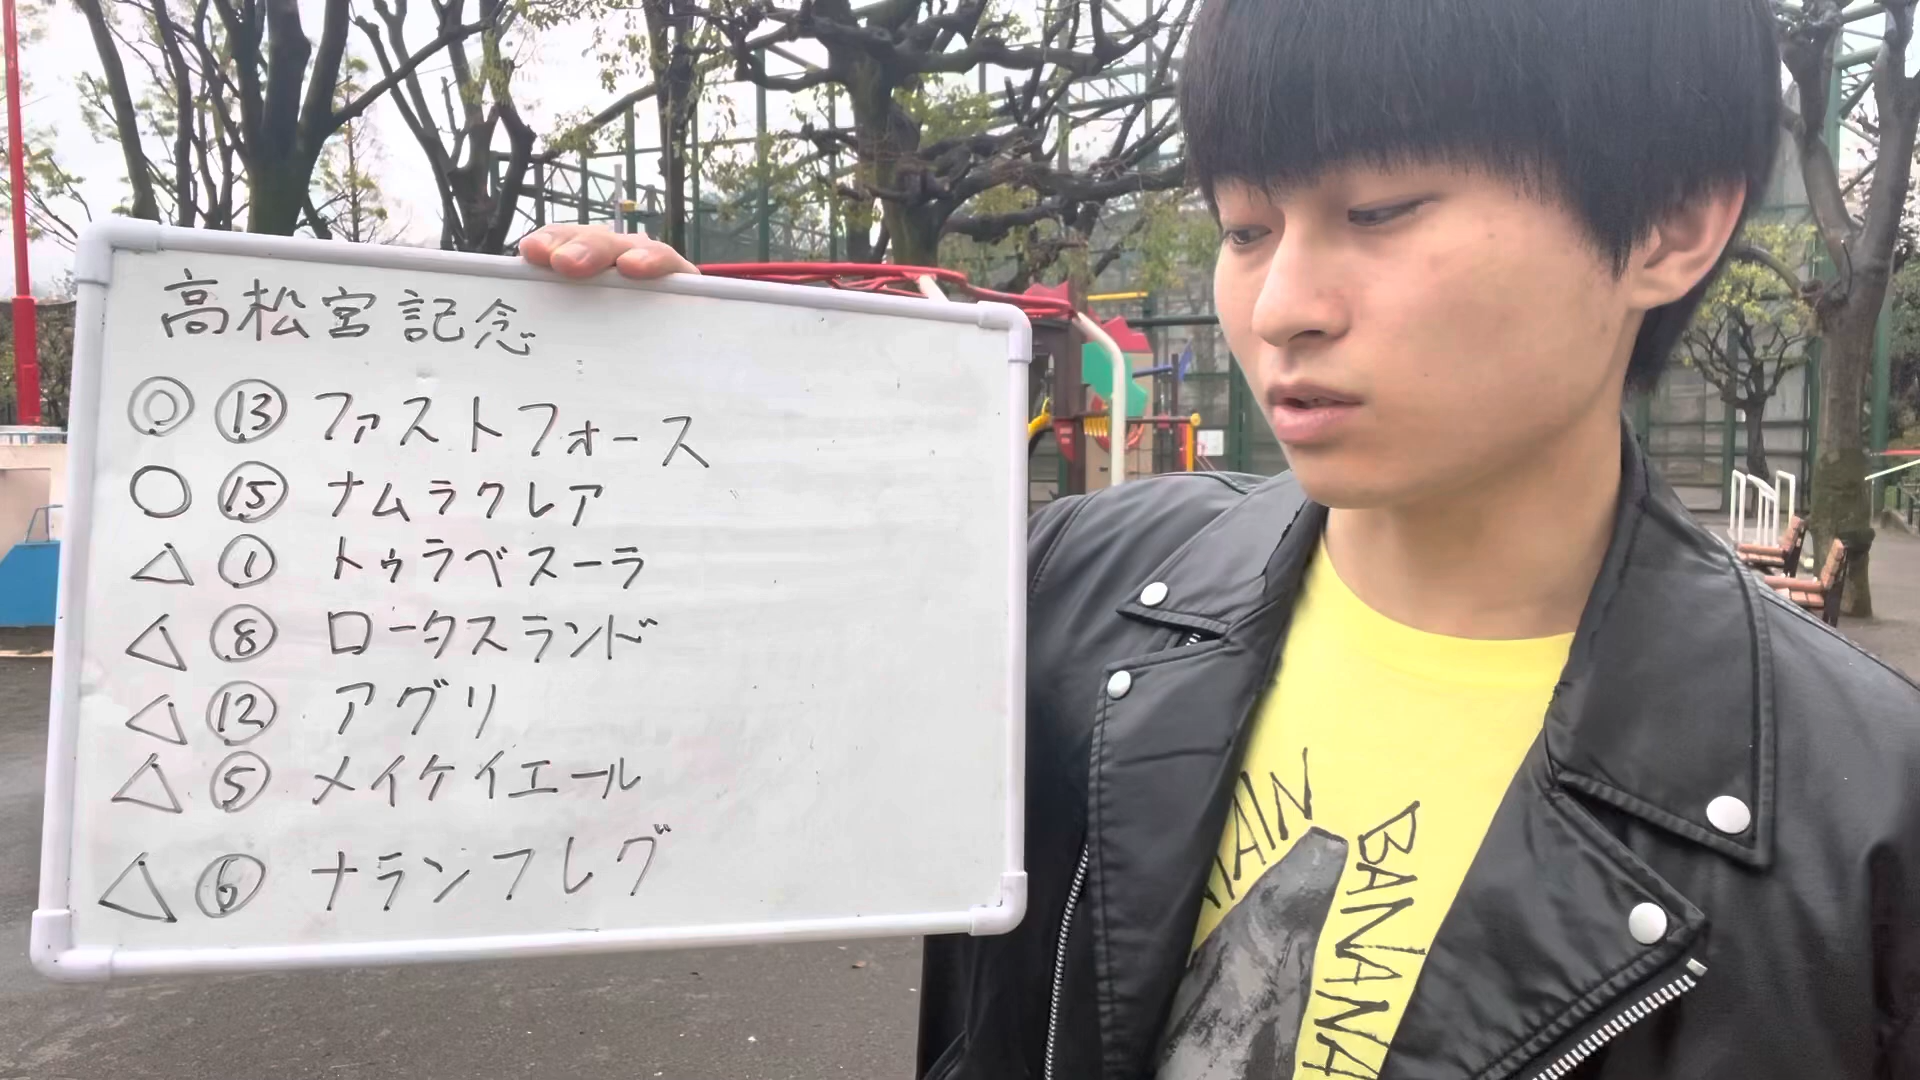 高松宮記念
◎ ⑬ ファストフォース
○ ⑮ ナムラクレア
△ ① トゥラベスーラ
△ ⑧ ロータスランド
△ ⑫ アグリ
△ ⑤ メイケイエール
△ ⑥ ナランフレグ
BANANA